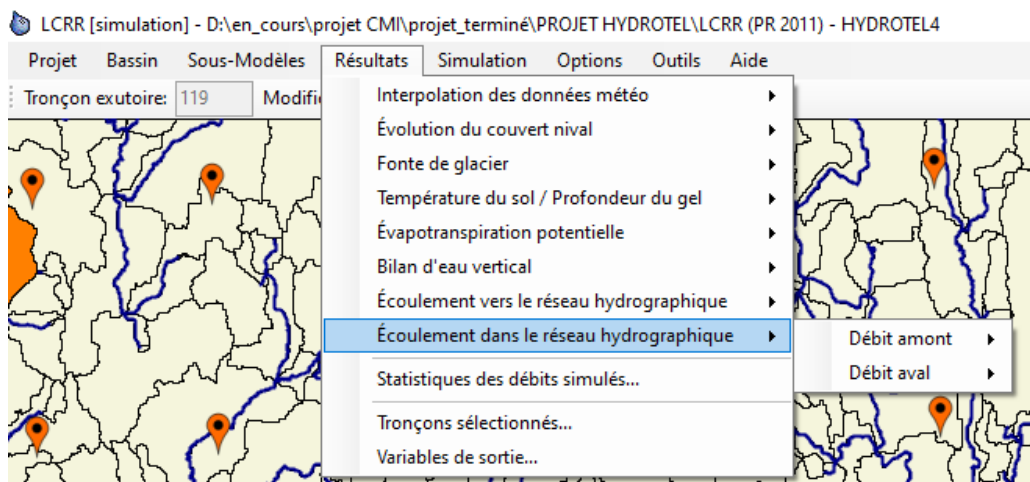 LCRR [simulation] - D:\en_cours\projet CMI\projet_terminé\PROJET HYDROTEL\LCRR (PR 2011) - HYDROTEL4
Projet Bassin Sous-Modèles Résultats Simulation Options Outils Aide
Tronçon exutoire: 119 Modifi
Interpolation des données météo
Évolution du couvert nival
Fonte de glacier
Température du sol / Profondeur du gel
Évapotranspiration potentielle
Bilan d'eau vertical
Écoulement vers le réseau hydrographique
Écoulement dans le réseau hydrographique
Débit amont
Débit aval
Statistiques des débits simulés...
Tronçons sélectionnés...
Variables de sortie...